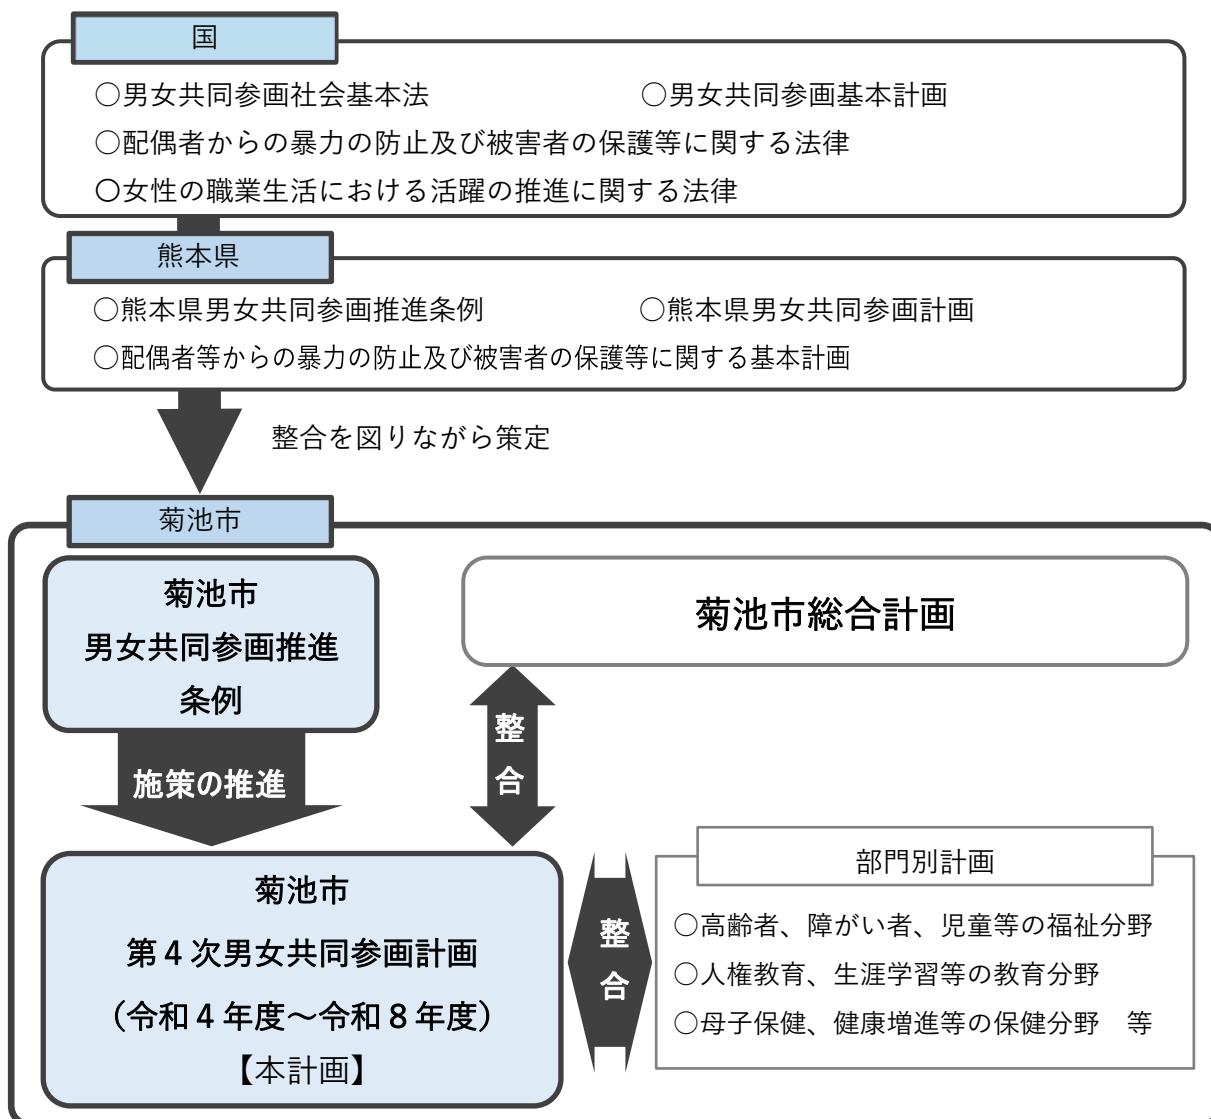 国
○男女共同参画社会基本法　○男女共同参画基本計画
○配偶者からの暴力の防止及び被害者の保護等に関する法律
〇女性の職業生活における活躍の推進に関する法律
熊本県
○熊本県男女共同参画推進条例　○熊本県男女共同参画計画
○配偶者等からの暴力の防止及び被害者の保護等に関する基本計画
整合を図りながら策定
菊池市
菊池市
男女共同参画推進
条例
菊池市総合計画
整
合
施策の推進
菊池市
第４次男女共同参画計画
（令和４年度～令和８年度）
【本計画】
整
合
部門別計画
○高齢者、障がい者、児童等の福祉分野
○人権教育、生涯学習等の教育分野
○母子保健、健康増進等の保健分野　等